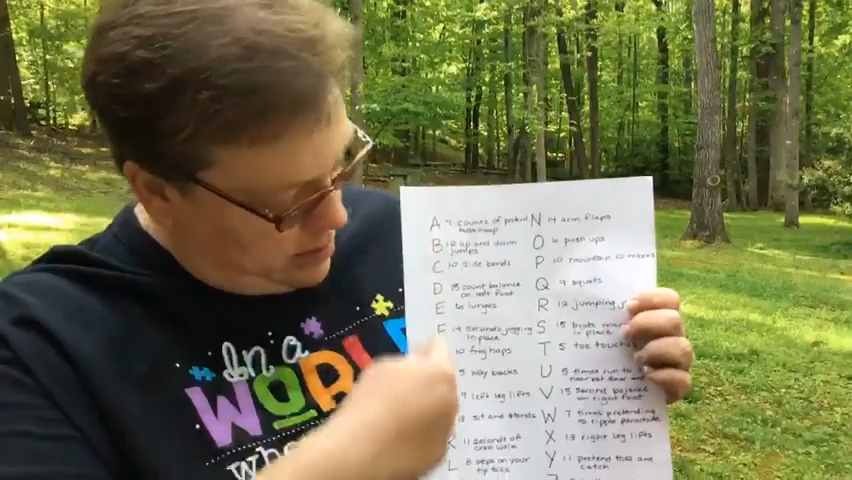 In a
WOR
W
whe
A 7 counts of pretend
hula hoop
B 12 up and down
jumps
C 10 side bends
D 15 count balance
on left foot
E 6 lunges
F 14 seconds jogging
in place
10 frog hops
5 way backs
9 left leg lifts
13 sit and stands
K 11 seconds of
crab walk
L 8 steps on your
tip toes
N 14 arm flaps
O 6 push ups
P 10 mountain climbers
Q 9 squats
R 12 jumping
S 15
in place
T 5 toe touches
U 5 times run to
nearest door and
V 15 second balance
on right foot
W 7 times pretending
to ripple parachute
X 13 right leg lifts
Y 11 pretend toss and
catch